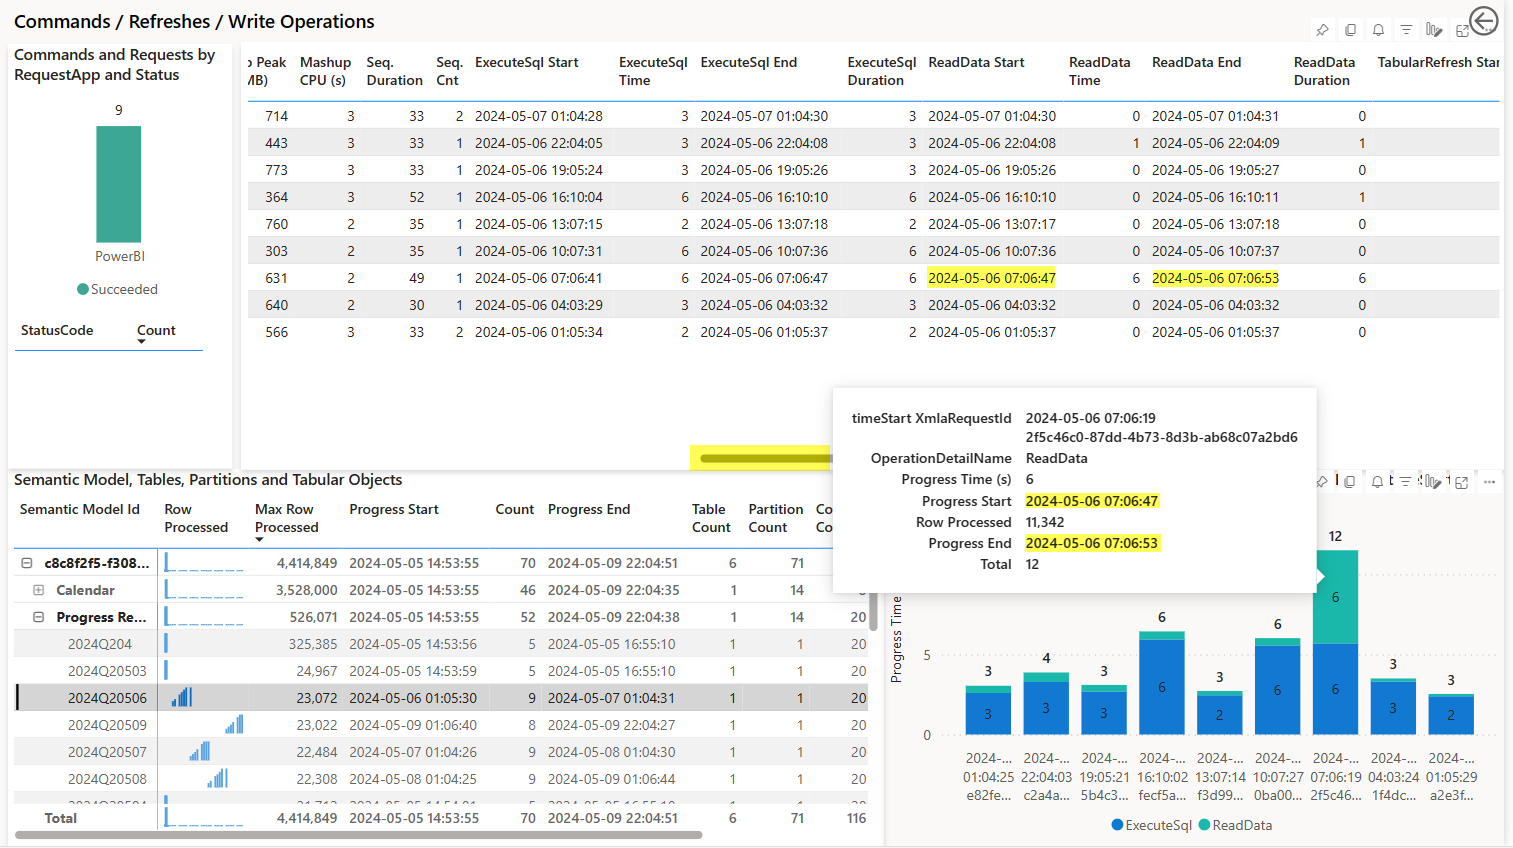 Commands / Refreshes / Write Operations
Commands and Requests by
RequestApp and Status
9
PowerBI
Succeeded
StatusCode Count
Peak Mashup Seq. Seq. ExecuteSql Start ExecuteSql ExecuteSql End ExecuteSql ReadData Start ReadData ReadData End ReadData TabularRefresh Star
MB) CPU (s) Duration Cnt Time Duration Time Duration
714 3 33 2 2024-05-07 01:04:28 3 2024-05-07 01:04:30 3 2024-05-07 01:04:30 0 2024-05-07 01:04:31 0
443 3 33 1 2024-05-06 22:04:05 3 2024-05-06 22:04:08 3 2024-05-06 22:04:08 1 2024-05-06 22:04:09 1
773 3 33 1 2024-05-06 19:05:24 3 2024-05-06 19:05:26 3 2024-05-06 19:05:26 0 2024-05-06 19:05:27 0
364 3 52 1 2024-05-06 16:10:04 6 2024-05-06 16:10:10 6 2024-05-06 16:10:10 0 2024-05-06 16:10:11 1
760 2 35 1 2024-05-06 13:07:15 2 2024-05-06 13:07:18 2 2024-05-06 13:07:17 0 2024-05-06 13:07:18 0
303 2 35 1 2024-05-06 10:07:31 6 2024-05-06 10:07:36 6 2024-05-06 10:07:36 0 2024-05-06 10:07:37 0
631 2 49 1 2024-05-06 07:06:41 6 2024-05-06 07:06:47 6 2024-05-06 07:06:47 6 2024-05-06 07:06:53 6
640 2 30 1 2024-05-06 04:03:29 3 2024-05-06 04:03:32 3 2024-05-06 04:03:32 0 2024-05-06 04:03:32 0
566 3 33 2 2024-05-06 01:05:34 2 2024-05-06 01:05:37 2 2024-05-06 01:05:37 0 2024-05-06 01:05:37 0
timeStart XmlaRequestId 2024-05-06 07:06:19
2f5c46c0-87dd-4b73-8d3b-ab68c07a2bd6
OperationDetailName ReadData
Progress Time (s) 6
Progress Start 2024-05-06 07:06:47
Row Processed 11,342
Progress End 2024-05-06 07:06:53
Total 12
Semantic Model, Tables, Partitions and Tabular Objects
Semantic Model Id Row Max Row Progress Start Count Progress End Table Partition Co
Processed Processed Count Count Co
c8c8f2f5-f308... 4,414,849 2024-05-05 14:53:55 70 2024-05-09 22:04:51 6 71
Calendar 3,528,000 2024-05-05 14:53:55 46 2024-05-09 22:04:35 1 14
Progress Re... 526,071 2024-05-05 14:53:55 52 2024-05-09 22:04:38 1 14 20
2024Q204 325,385 2024-05-05 14:53:56 5 2024-05-05 16:55:10 1 1 20
2024Q20503 24,967 2024-05-05 14:53:59 5 2024-05-05 16:55:10 1 1 20
2024Q20506 23,072 2024-05-06 01:05:30 9 2024-05-07 01:04:31 1 1 20
2024Q20509 23,022 2024-05-09 01:06:40 8 2024-05-09 22:04:27 1 1 20
2024Q20507 22,484 2024-05-07 01:04:26 9 2024-05-08 01:04:30 1 1 20
2024Q20508 22,308 2024-05-08 01:04:25 9 2024-05-09 01:06:44 1 1 20
Total 4,414,849 2024-05-05 14:53:55 70 2024-05-09 22:04:51 6 71 116
Progress Time
5
0
3 4 3 6 3 6 12 3 3
3 3 3 6 2 6 6 6 3 2
2024-... 2024-... 2024-... 2024-... 2024-... 2024-... 2024-... 2024-... 2024-...
01:04:25 22:04:03 19:05:21 16:10:02 13:07:14 10:07:27 07:06:19 04:03:24 01:05:29
e82fe... c2a4a... 5b4c3... fecf5a... f3d99... 0ba00... 2f5c46... 1f4dc... a2e3f...
ExecuteSql ReadData